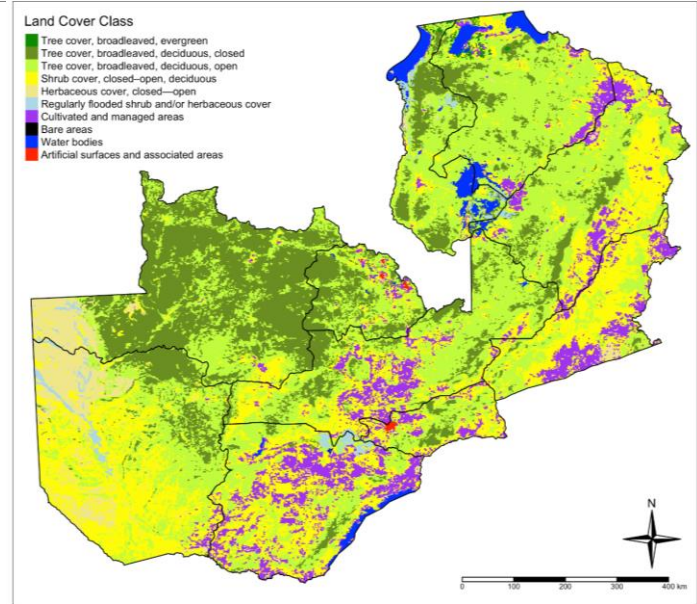 Land Cover Class
Tree cover, broadleaved, evergreen
Tree cover, broadleaved, deciduous, closed
Tree cover, broadleaved, deciduous, open
Shrub cover, closed–open, deciduous
Herbaceous cover, closed—open
Regularly flooded shrub and/or herbaceous cover
Cultivated and managed areas
Bare areas
Water bodies
Artificial surfaces and associated areas
N
0 100 200 300 400 km